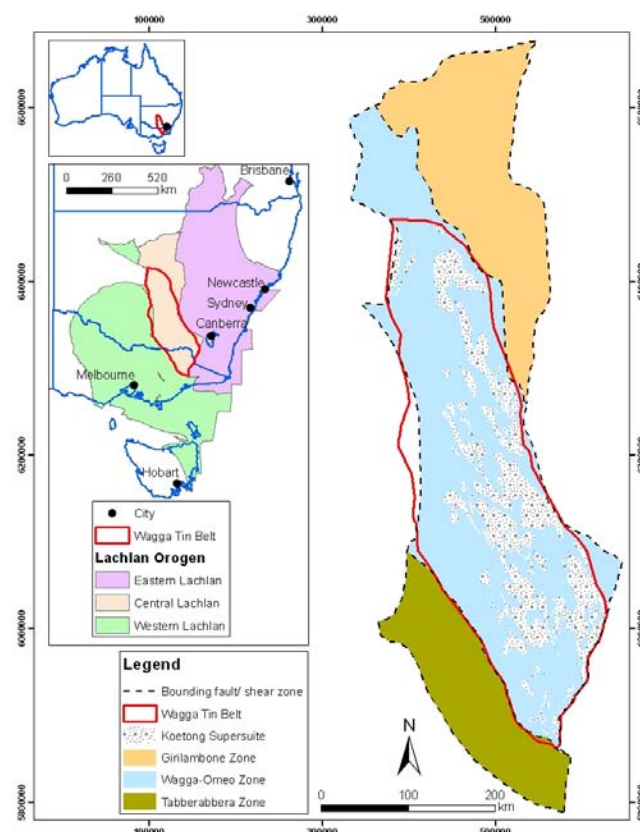 100000 300000 500000
6600000
6400000
6200000
6000000
5800000
0 260 520
km
Brisbane
Newcastle
Sydney
Canberra
Melbourne
Hobart
City
Wagga Tin Belt
Lachlan Orogen
Eastern Lachlan
Central Lachlan
Western Lachlan
Legend
Bounding fault/ shear zone
Wagga Tin Belt
Koetong Supersuite
Girilambone Zone
Wagga-Omeo Zone
Tabberabbera Zone
N
0 100 200
km
100000 300000 500000